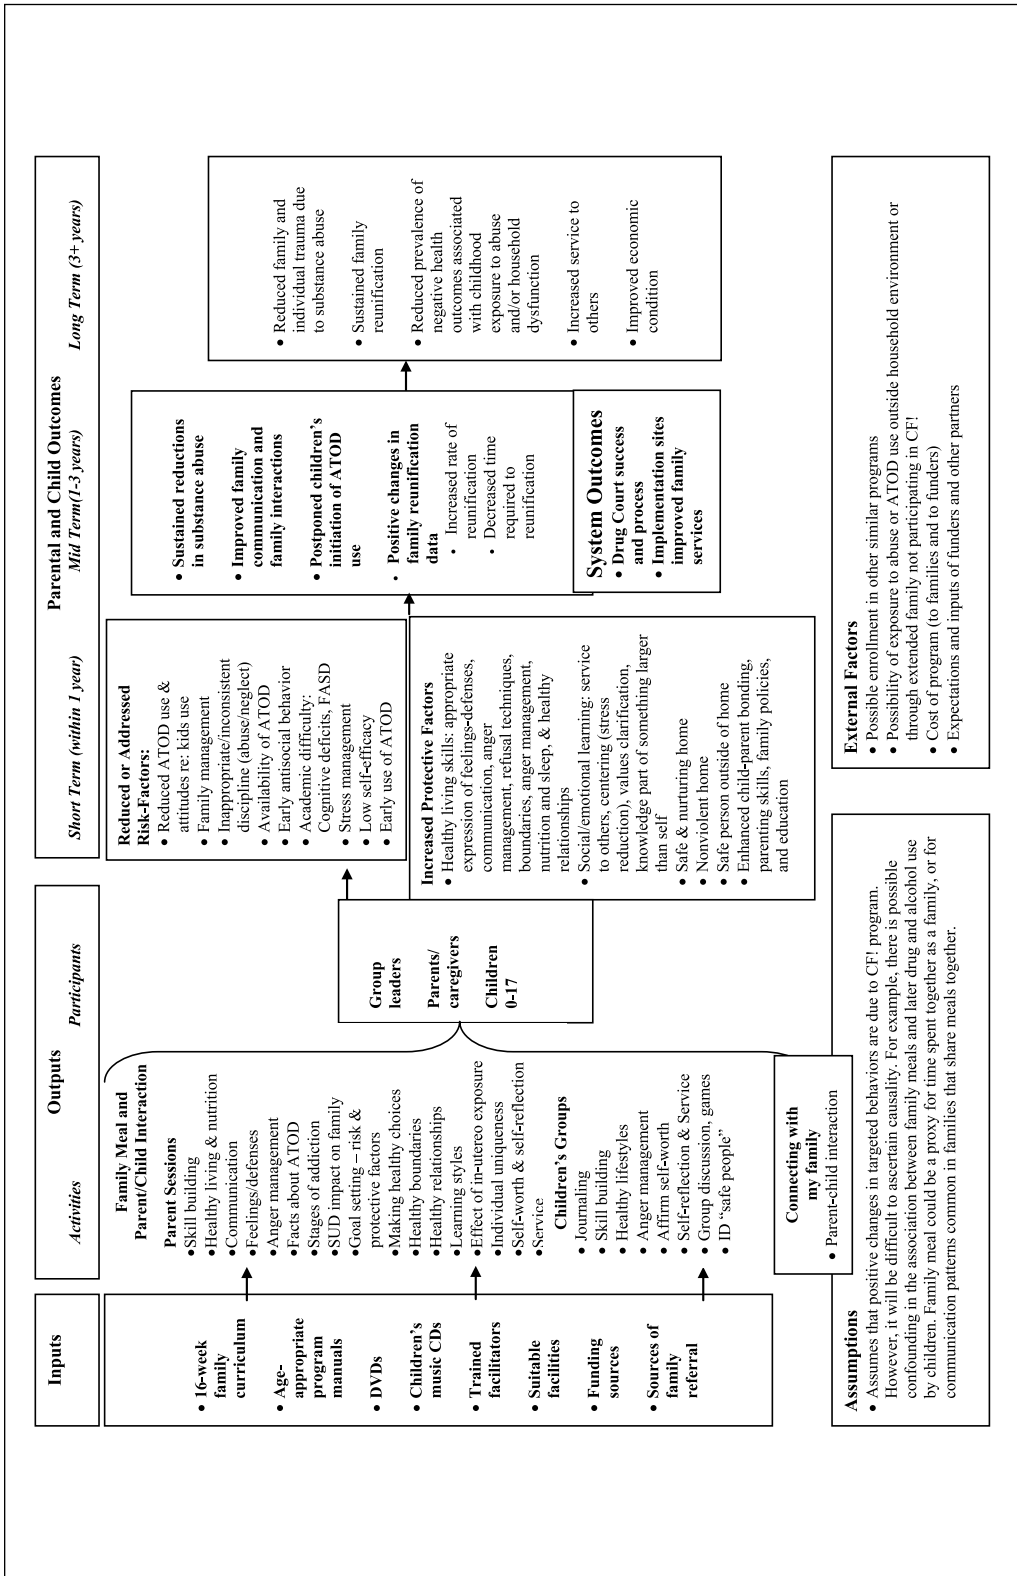 Inputs
Outputs
Activities
Participants
Parental and Child Outcomes
Short Term (within 1 year)
Mid Term(1-3 years)
Long Term (3+ years)
• 16-week
family
curriculum
• Age-
appropriate
program
manuals
• DVDs
• Children's
music CDs
• Trained
facilitators
• Suitable
facilities
• Funding
sources
• Sources of
family
referral
Family Meal and
Parent/Child Interaction
Parent Sessions
•Skill building
•Healthy living & nutrition
•Communication
•Feelings/defenses
•Anger management
•Facts about ATOD
•Stages of addiction
•SUD impact on family
•Goal setting – risk &
protective factors
•Making healthy choices
•Healthy boundaries
•Healthy relationships
•Learning styles
•Effect of in-utereo exposure
•Individual uniqueness
•Self-worth & self-reflection
•Service
Children's Groups
• Journaling
• Skill building
• Healthy lifestyles
• Anger management
• Affirm self-worth
• Self-reflection & Service
• Group discussion, games
• ID “safe people”
Connecting with
my family
• Parent-child interaction
Group
leaders
Parents/
caregivers
Children
0-17
Reduced or Addressed
Risk-Factors:
• Reduced ATOD use &
attitudes re: kids use
• Family management
• Inappropriate/inconsistent
discipline (abuse/neglect)
• Availability of ATOD
• Early antisocial behavior
• Academic difficulty:
Cognitive deficits, FASD
• Stress management
• Low self-efficacy
• Early use of ATOD
Increased Protective Factors
• Healthy living skills: appropriate
expression of feelings-defenses,
communication, anger
management, refusal techniques,
boundaries, anger management,
nutrition and sleep, & healthy
relationships
• Social/emotional learning: service
to others, centering (stress
reduction), values clarification,
knowledge part of something larger
than self
• Safe & nurturing home
• Nonviolent home
• Safe person outside of home
• Enhanced child-parent bonding,
parenting skills, family policies,
and education
• Sustained reductions
in substance abuse
• Improved family
communication and
family interactions
• Postponed children's
initiation of ATOD
use
• Positive changes in
family reunification
data
• Increased rate of
reunification
• Decreased time
required to
reunification
System Outcomes
• Drug Court success
and process
• Implementation sites
improved family
services
• Reduced family and
individual trauma due
to substance abuse
• Sustained family
reunification
• Reduced prevalence of
negative health
outcomes associated
with childhood
exposure to abuse
and/or household
dysfunction
• Increased service to
others
• Improved economic
condition
Assumptions
• Assumes that positive changes in targeted behaviors are due to CF! program.
However, it will be difficult to ascertain causality. For example, there is possible
confounding in the association between family meals and later drug and alcohol use
by children. Family meal could be a proxy for time spent together as a family, or for
communication patterns common in families that share meals together.
External Factors
• Possible enrollment in other similar programs
• Possibility of exposure to abuse or ATOD use outside household environment or
through extended family not participating in CF!
• Cost of program (to families and to funders)
• Expectations and inputs of funders and other partners